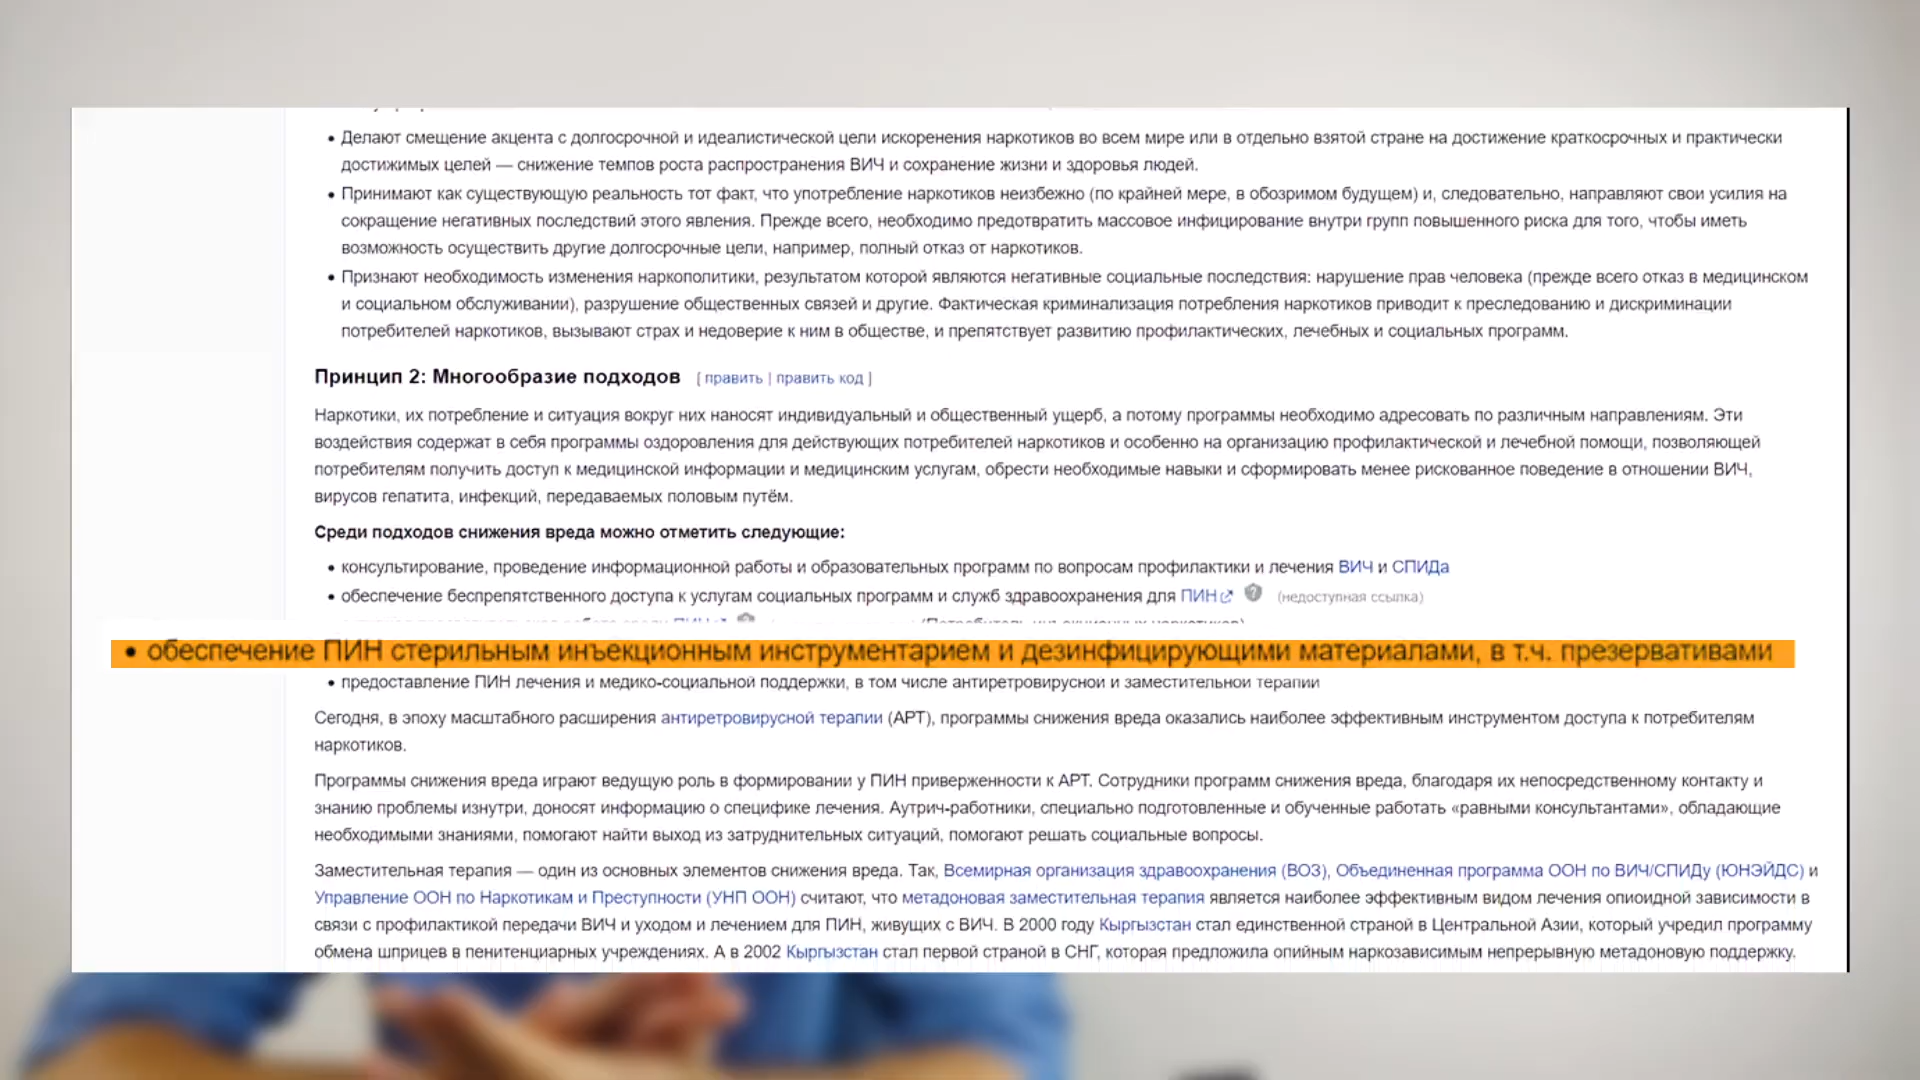 • Делают смещение акцента с долгосрочной и идеалистической цели искоренения наркотиков во всем мире или в отдельно взятой стране на достижение краткосрочных и практически
достижимых целей — снижение темпов роста распространения ВИЧ и сохранение жизни и здоровья людей.
• Принимают как существующую реальность тот факт, что употребление наркотиков неизбежно (по крайней мере, в обозримом будущем) и, следовательно, направляют свои усилия на
сокращение негативных последствий этого явления. Прежде всего, необходимо предотвратить массовое инфицирование внутри групп повышенного риска для того, чтобы иметь
возможность осуществить другие долгосрочные цели, например, полный отказ от наркотиков.
• Признают необходимость изменения наркополитики, результатом которой являются негативные социальные последствия: нарушение прав человека (прежде всего отказ в медицинском
и социальном обслуживании), разрушение общественных связей и другие. Фактическая криминализация потребления наркотиков приводит к преследованию и дискриминации
потребителей наркотиков, вызывают страх и недоверие к ним в обществе, и препятствует развитию профилактических, лечебных и социальных программ.
Принцип 2: Многообразие подходов [ править | править код ]
Наркотики, их потребление и ситуация вокруг них наносят индивидуальный и общественный ущерб, а потому программы необходимо адресовать по различным направлениям. Эти
воздействия содержат в себя программы оздоровления для действующих потребителей наркотиков и особенно на организацию профилактической и лечебной помощи, позволяющей
потребителям получить доступ к медицинской информации и медицинским услугам, обрести необходимые навыки и сформировать менее рискованное поведение в отношении ВИЧ,
вирусов гепатита, инфекций, передаваемых половым путём.
Среди подходов снижения вреда можно отметить следующие:
• консультирование, проведение информационной работы и образовательных программ по вопросам профилактики и лечения ВИЧ и СПИДа
• обеспечение беспрепятственного доступа к услугам социальных программ и служб здравоохранения для ПИН (недоступная ссылка)
• обеспечение ПИН стерильным инъекционным инструментарием и дезинфицирующими материалами, в т.ч. презервативами
• предоставление ПИН лечения и медико-социальной поддержки, в том числе антиретровирусной и заместительной терапии
Сегодня, в эпоху масштабного расширения антиретровирусной терапии (АРТ), программы снижения вреда оказались наиболее эффективным инструментом доступа к потребителям
наркотиков.
Программы снижения вреда играют ведущую роль в формировании у ПИН приверженности к АРТ. Сотрудники программ снижения вреда, благодаря их непосредственному контакту и
знанию проблемы изнутри, доносят информацию о специфике лечения. Аутрич-работники, специально подготовленные и обученные работать «равными консультантами», обладающие
необходимыми знаниями, помогают найти выход из затруднительных ситуаций, помогают решать социальные вопросы.
Заместительная терапия — один из основных элементов снижения вреда. Так, Всемирная организация здравоохранения (ВОЗ), Объединенная программа ООН по ВИЧ/СПИДу (ЮНЭЙДС) и
Управление ООН по Наркотикам и Преступности (УНП ООН) считают, что метадоновая заместительная терапия является наиболее эффективным видом лечения опиоидной зависимости в
связи с профилактикой передачи ВИЧ и уходом и лечением для ПИН, живущих с ВИЧ. В 2000 году Кыргызстан стал единственной страной в Центральной Азии, который учредил программу
обмена шприцев в пенитенциарных учреждениях. А в 2002 Кыргызстан стал первой страной в СНГ, которая предложила опийным наркозависимым непрерывную метадоновую поддержку.